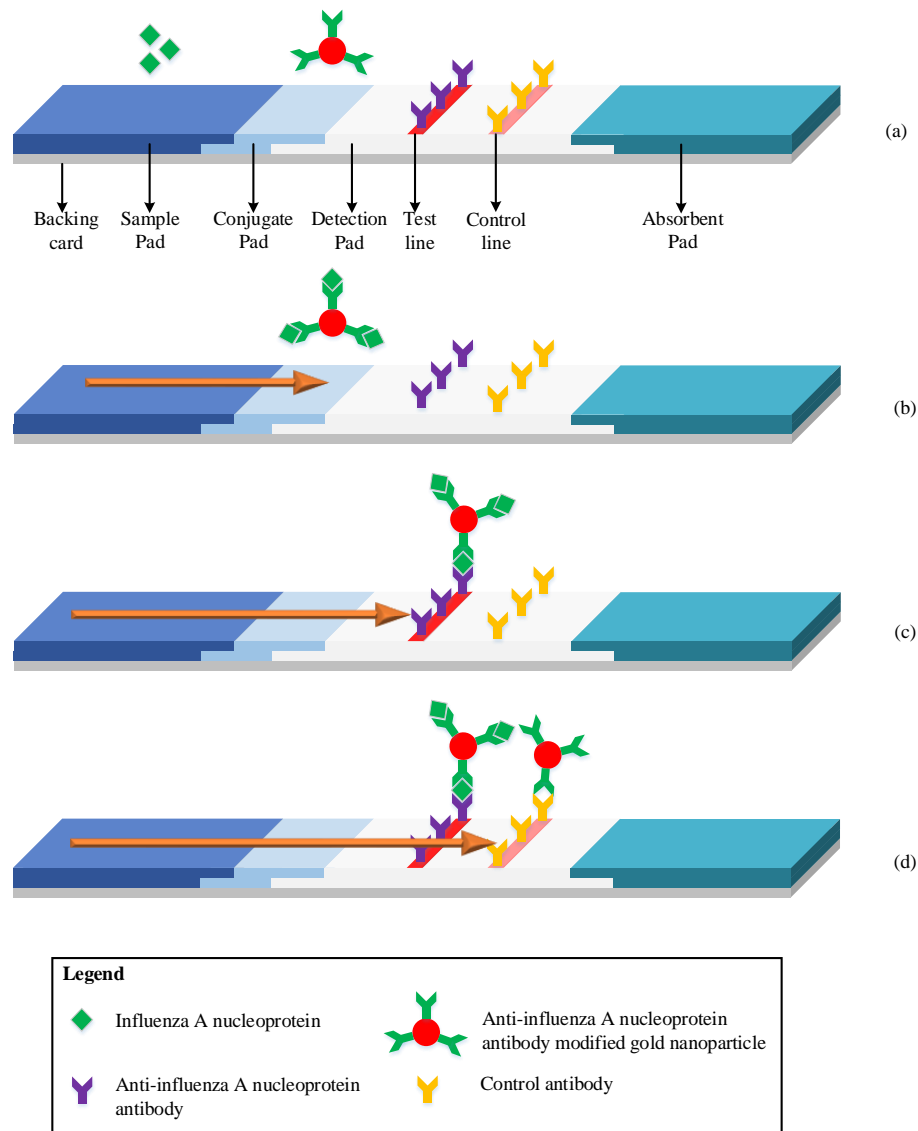 (a)
Backing
card
Sample
Pad
Conjugate
Pad
Detection
Pad
Test
line
Control
line
Absorbent
Pad
(b)
(c)
(d)
Legend
Influenza A nucleoprotein
Anti-influenza A nucleoprotein
antibody modified gold nanoparticle
Anti-influenza A nucleoprotein
antibody
Control antibody